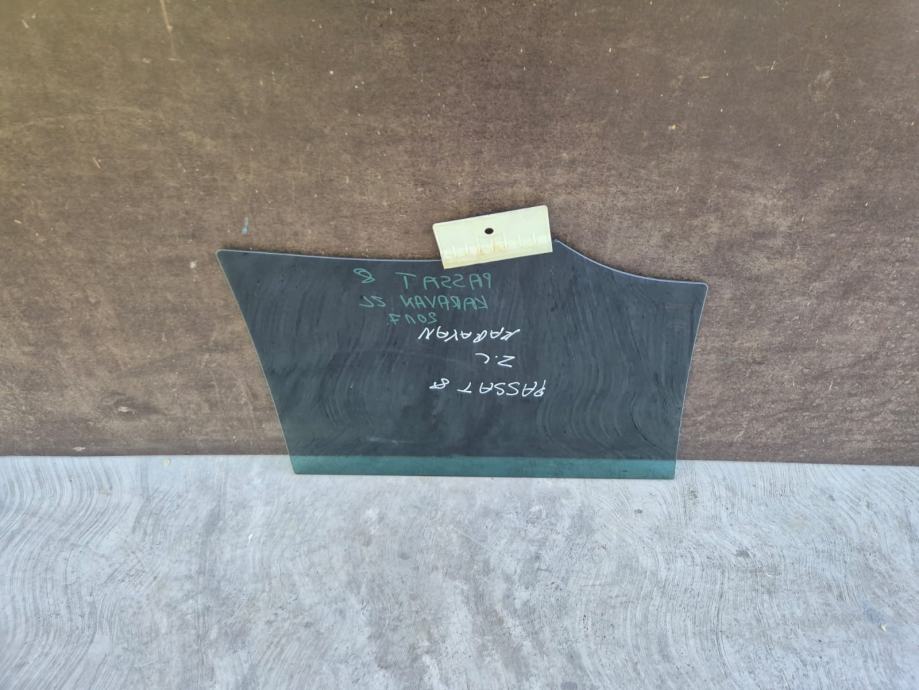 PASSAT 8
KARAVAN ZL
2017
PASSAT 8
Z.L
KARAVAN